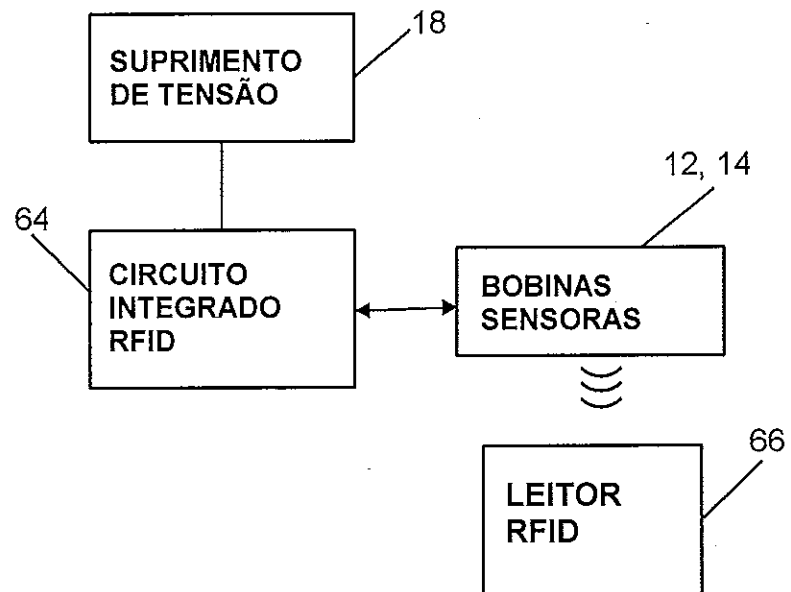 18
SUPRIMENTO
DE TENSÃO
12, 14
64
CIRCUITO
INTEGRADO
RFID
BOBINAS
SENSORAS
66
LEITOR
RFID